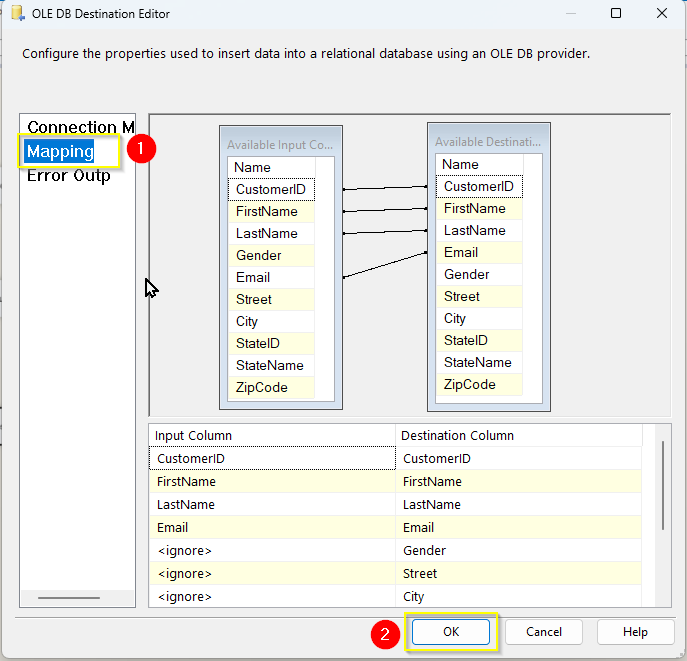 OLE DB Destination Editor
Configure the properties used to insert data into a relational database using an OLE DB provider.
Connection M
Mapping
Error Outp
1
Available Input Co...
Name
CustomerID
FirstName
LastName
Gender
Email
Street
City
StateID
StateName
ZipCode
Available Destinati...
Name
CustomerID
FirstName
LastName
Email
Gender
Street
City
StateID
StateName
ZipCode
Input Column Destination Column
CustomerID CustomerID
FirstName FirstName
LastName LastName
Email Email
<ignore> Gender
<ignore> Street
<ignore> City
2
OK Cancel Help